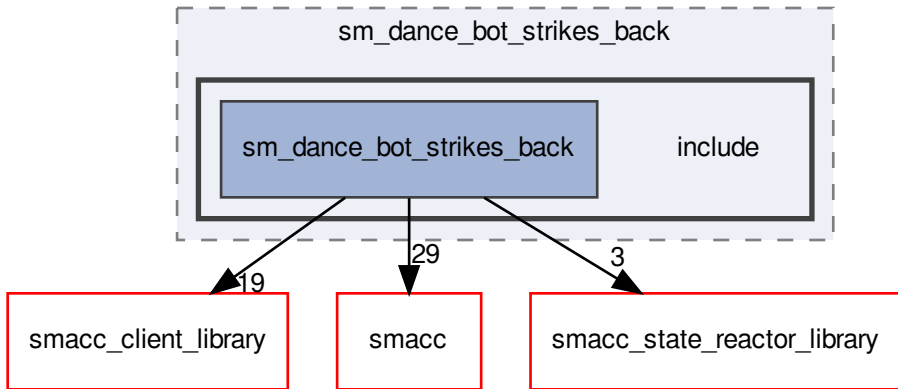 sm_dance_bot_strikes_back
sm_dance_bot_strikes_back
include
19
29
3
smacc_client_library
smacc
smacc_state_reactor_library